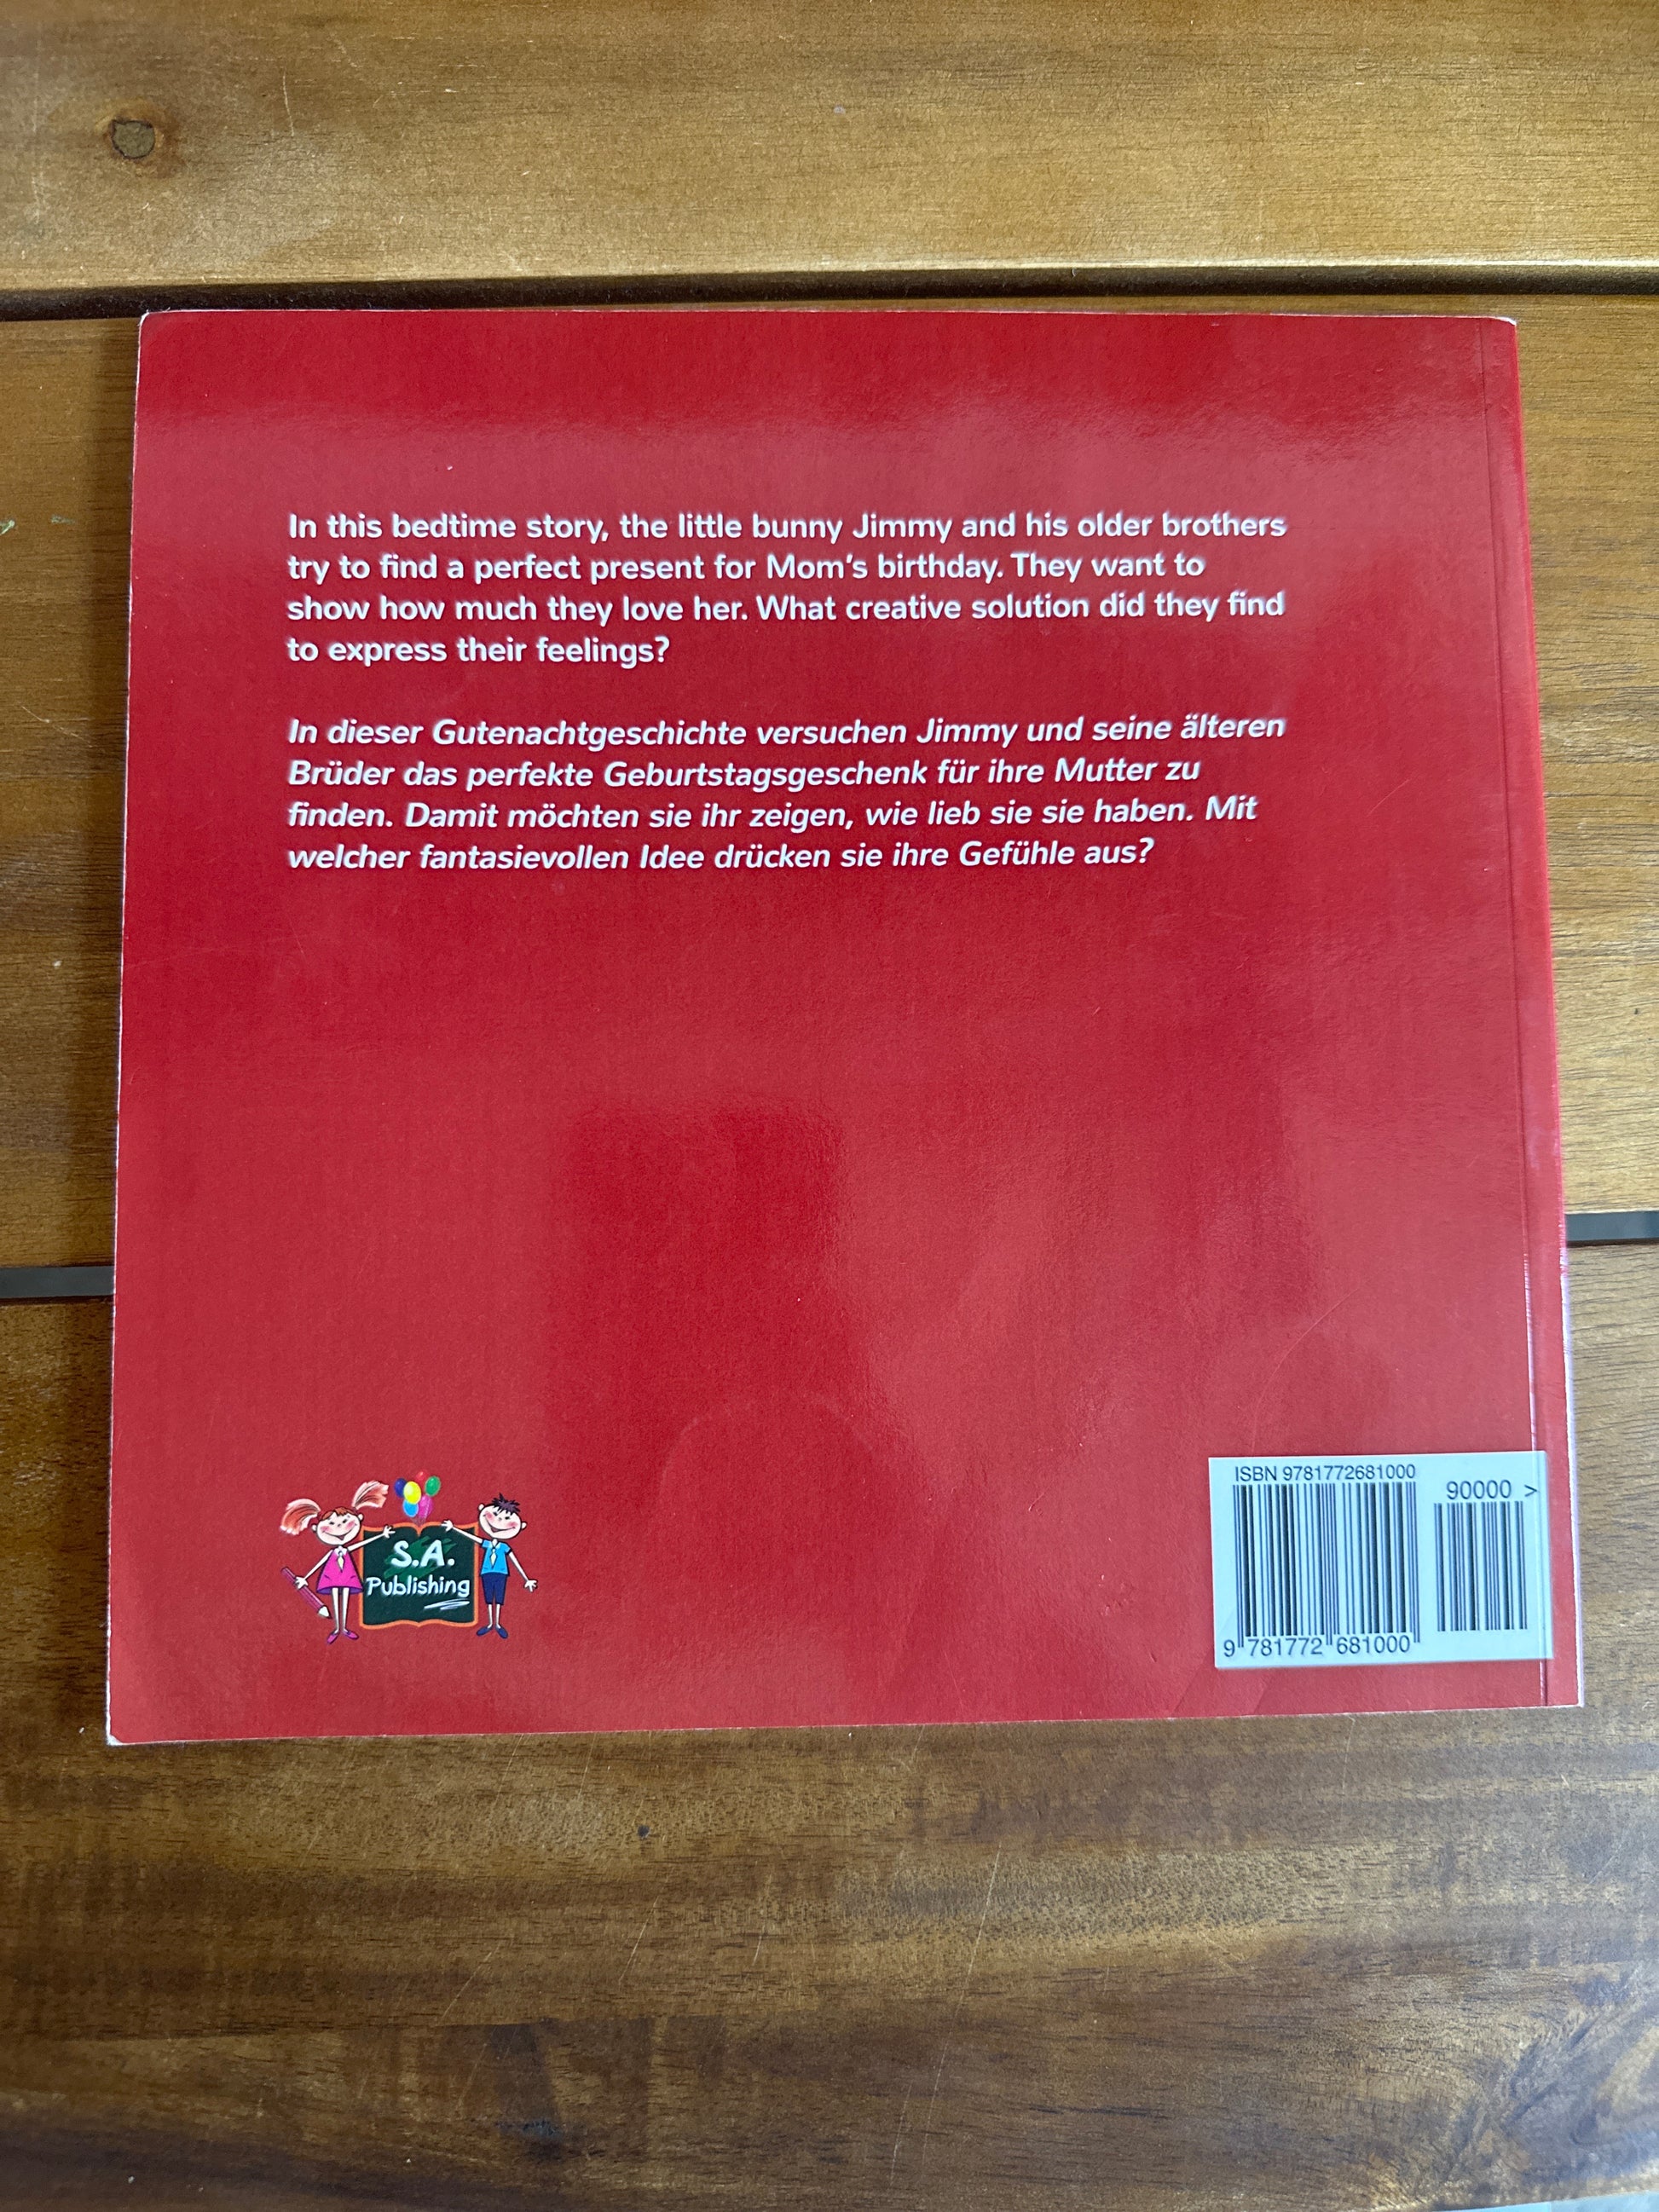 In this bedtime story, the little bunny Jimmy and his older brothers
try to find a perfect present for Mom's birthday. They want to
show how much they love her. What creative solution did they find
to express their feelings?
In dieser Gutenachtgeschichte versuchen Jimmy und seine älteren
Brüder das perfekte Geburtstagsgeschenk für ihre Mutter zu
finden. Damit möchten sie ihr zeigen, wie lieb sie sie haben. Mit
welcher fantasievollen Idee drücken sie ihre Gefühle aus?
S.A.
Publishing
ISBN 9781772681000
90000 >
9 781772 681000